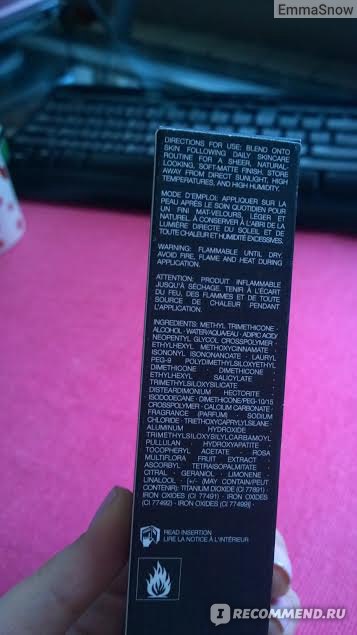 EmmaSnow
DIRECTIONS FOR USE: BLEND ONTO
SKIN FOLLOWING DAILY SKINCARE
ROUTINE FOR A SHEER, NATURAL-
LOOKING, SOFT-MATTE FINISH. STORE
AWAY FROM DIRECT SUNLIGHT, HIGH
TEMPERATURES, AND HIGH HUMIDITY.
MODE D'EMPLOI: APPLIQUER SUR LA
PEAU APRÈS LE SOIN QUOTIDIEN POUR
UN FINI MAT-VELOURS, LÉGER ET
NATUREL. À CONSERVER À L'ABRI DE LA
LUMIÈRE DIRECTE DU SOLEIL ET DE
TOUTE CHALEUR ET HUMIDITÉ EXCESSIVES.
WARNING: FLAMMABLE UNTIL DRY.
AVOID FIRE, FLAME AND HEAT DURING
APPLICATION.
ATTENTION: PRODUIT INFLAMMABLE
JUSQU'À SÉCHAGE. TENIR À L'ÉCART
DU FEU, DES FLAMMES ET DE TOUTE
SOURCE DE CHALEUR PENDANT
L'APPLICATION.
INGREDIENTS: METHYL TRIMETHICONE ·
ALCOHOL · WATER/AQUA/EAU · ADIPIC ACID/
NEOPENTYL GLYCOL CROSSPOLYMER ·
ETHYLHEXYL METHOXYCINNAMATE ·
ISONONYL ISONONANOATE · LAURYL
PEG-9 POLYDIMETHYLSILOXYETHYL
DIMETHICONE · DIMETHICONE ·
ETHYLHEXYL SALICYLATE ·
TRIMETHYLSILOXYSILICATE ·
DISTEARDIMONIUM HECTORITE ·
ISODODECANE · DIMETHICONE/PEG-10/15
CROSSPOLYMER · CALCIUM CARBONATE ·
FRAGRANCE (PARFUM) · SODIUM
CHLORIDE · TRIETHOXYCAPRYLYLSILANE ·
ALUMINUM HYDROXIDE ·
TRIMETHYLSILOXYSILYLCARBAMOYL
PULLULAN · HYDROXYAPATITE ·
TOCOPHERYL ACETATE · ROSA
MULTIFLORA FRUIT EXTRACT ·
ASCORBYL TETRAISOPALMITATE ·
CITRAL · GERANIOL · LIMONENE ·
LINALOOL · [+/- (MAY CONTAIN/PEUT
CONTENIR): TITANIUM DIOXIDE (CI 77891) ·
IRON OXIDES (CI 77491) · IRON OXIDES
(CI 77492) · IRON OXIDES (CI 77499)]
READ INSERTION
LIRE LA NOTICE À L'INTÉRIEUR
I RECOMMEND.RU